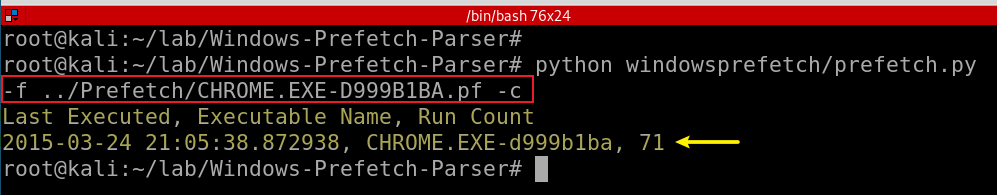 /bin/bash 76x24
root@kali:~/lab/Windows-Prefetch-Parser#
root@kali:~/lab/Windows-Prefetch-Parser# python windowsprefetch/prefetch.py
-f ../Prefetch/CHROME.EXE-D999B1BA.pf -c
Last Executed, Executable Name, Run Count
2015-03-24 21:05:38.872938, CHROME.EXE-d999b1ba, 71
root@kali:~/lab/Windows-Prefetch-Parser#